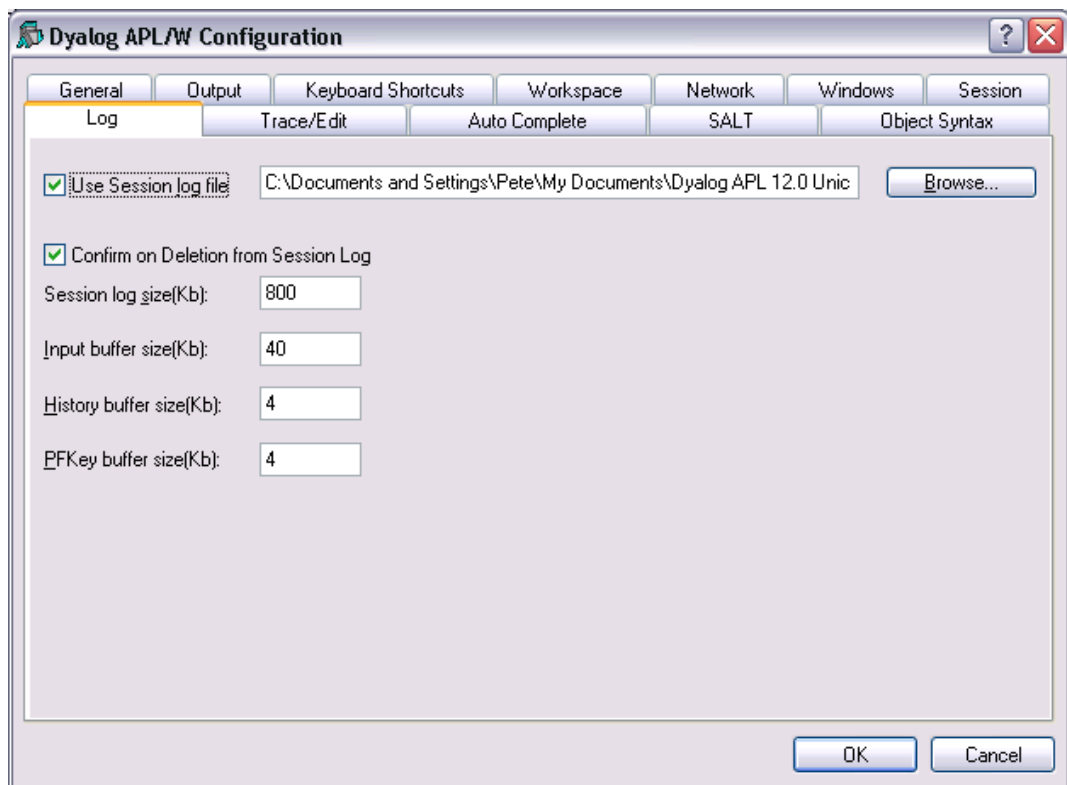 Dyalog APL/W Configuration
General Output Keyboard Shortcuts Workspace Network Windows Session
Log Trace/Edit Auto Complete SALT Object Syntax
Use Session log file C:\Documents and Settings\Pete\My Documents\Dyalog APL 12.0 Unic Browse...
Confirm on Deletion from Session Log
Session log size(Kb): 800
Input buffer size(Kb): 40
History buffer size(Kb): 4
PFKey buffer size(Kb): 4
OK Cancel